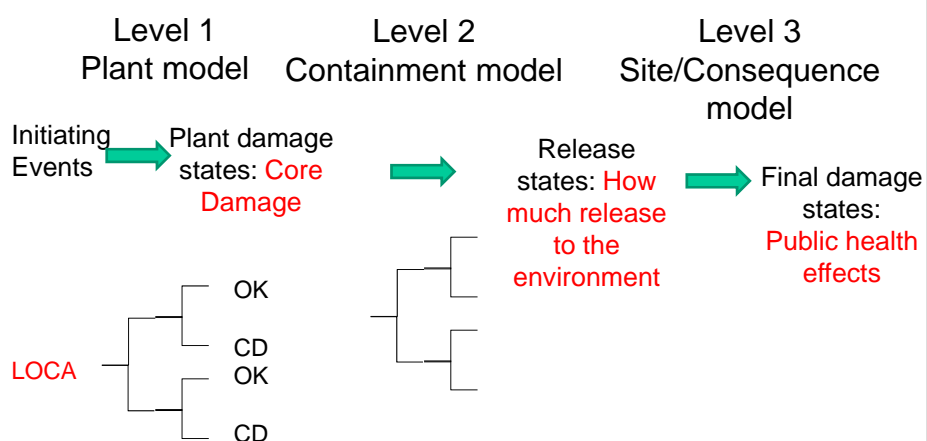 Level 1
Plant model
Level 2
Containment model
Level 3
Site/Consequence
model
Initiating
Events
Plant damage
states: Core
Damage
Release
states: How
much release
to the
environment
Final damage
states:
Public health
effects
LOCA
OK
CD
OK
CD